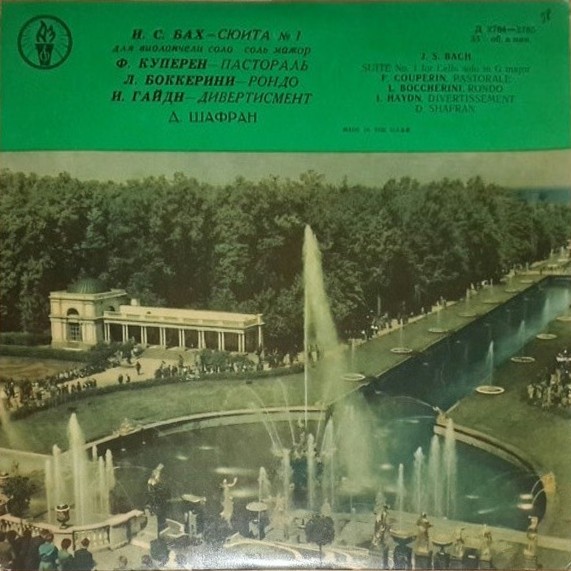 И. С. БАХ—СЮИТА № 1
для виолончели соло соль мажор
Ф. КУПЕРЕН—ПАСТОРАЛЬ
Л. БОККЕРИНИ—РОНДО
И. ГАЙДН—ДИВЕРТИСМЕНТ
Д. ШАФРАН
Д
J. S. BACH
SUITE No. 1 for Cello solo in G major
F. COUPERIN, PASTORALE;
L. BOCCHERINI, RONDO
I. HAYDN, DIVERTISSEMENT
D. SHAFRAN
MADE IN THE USSR